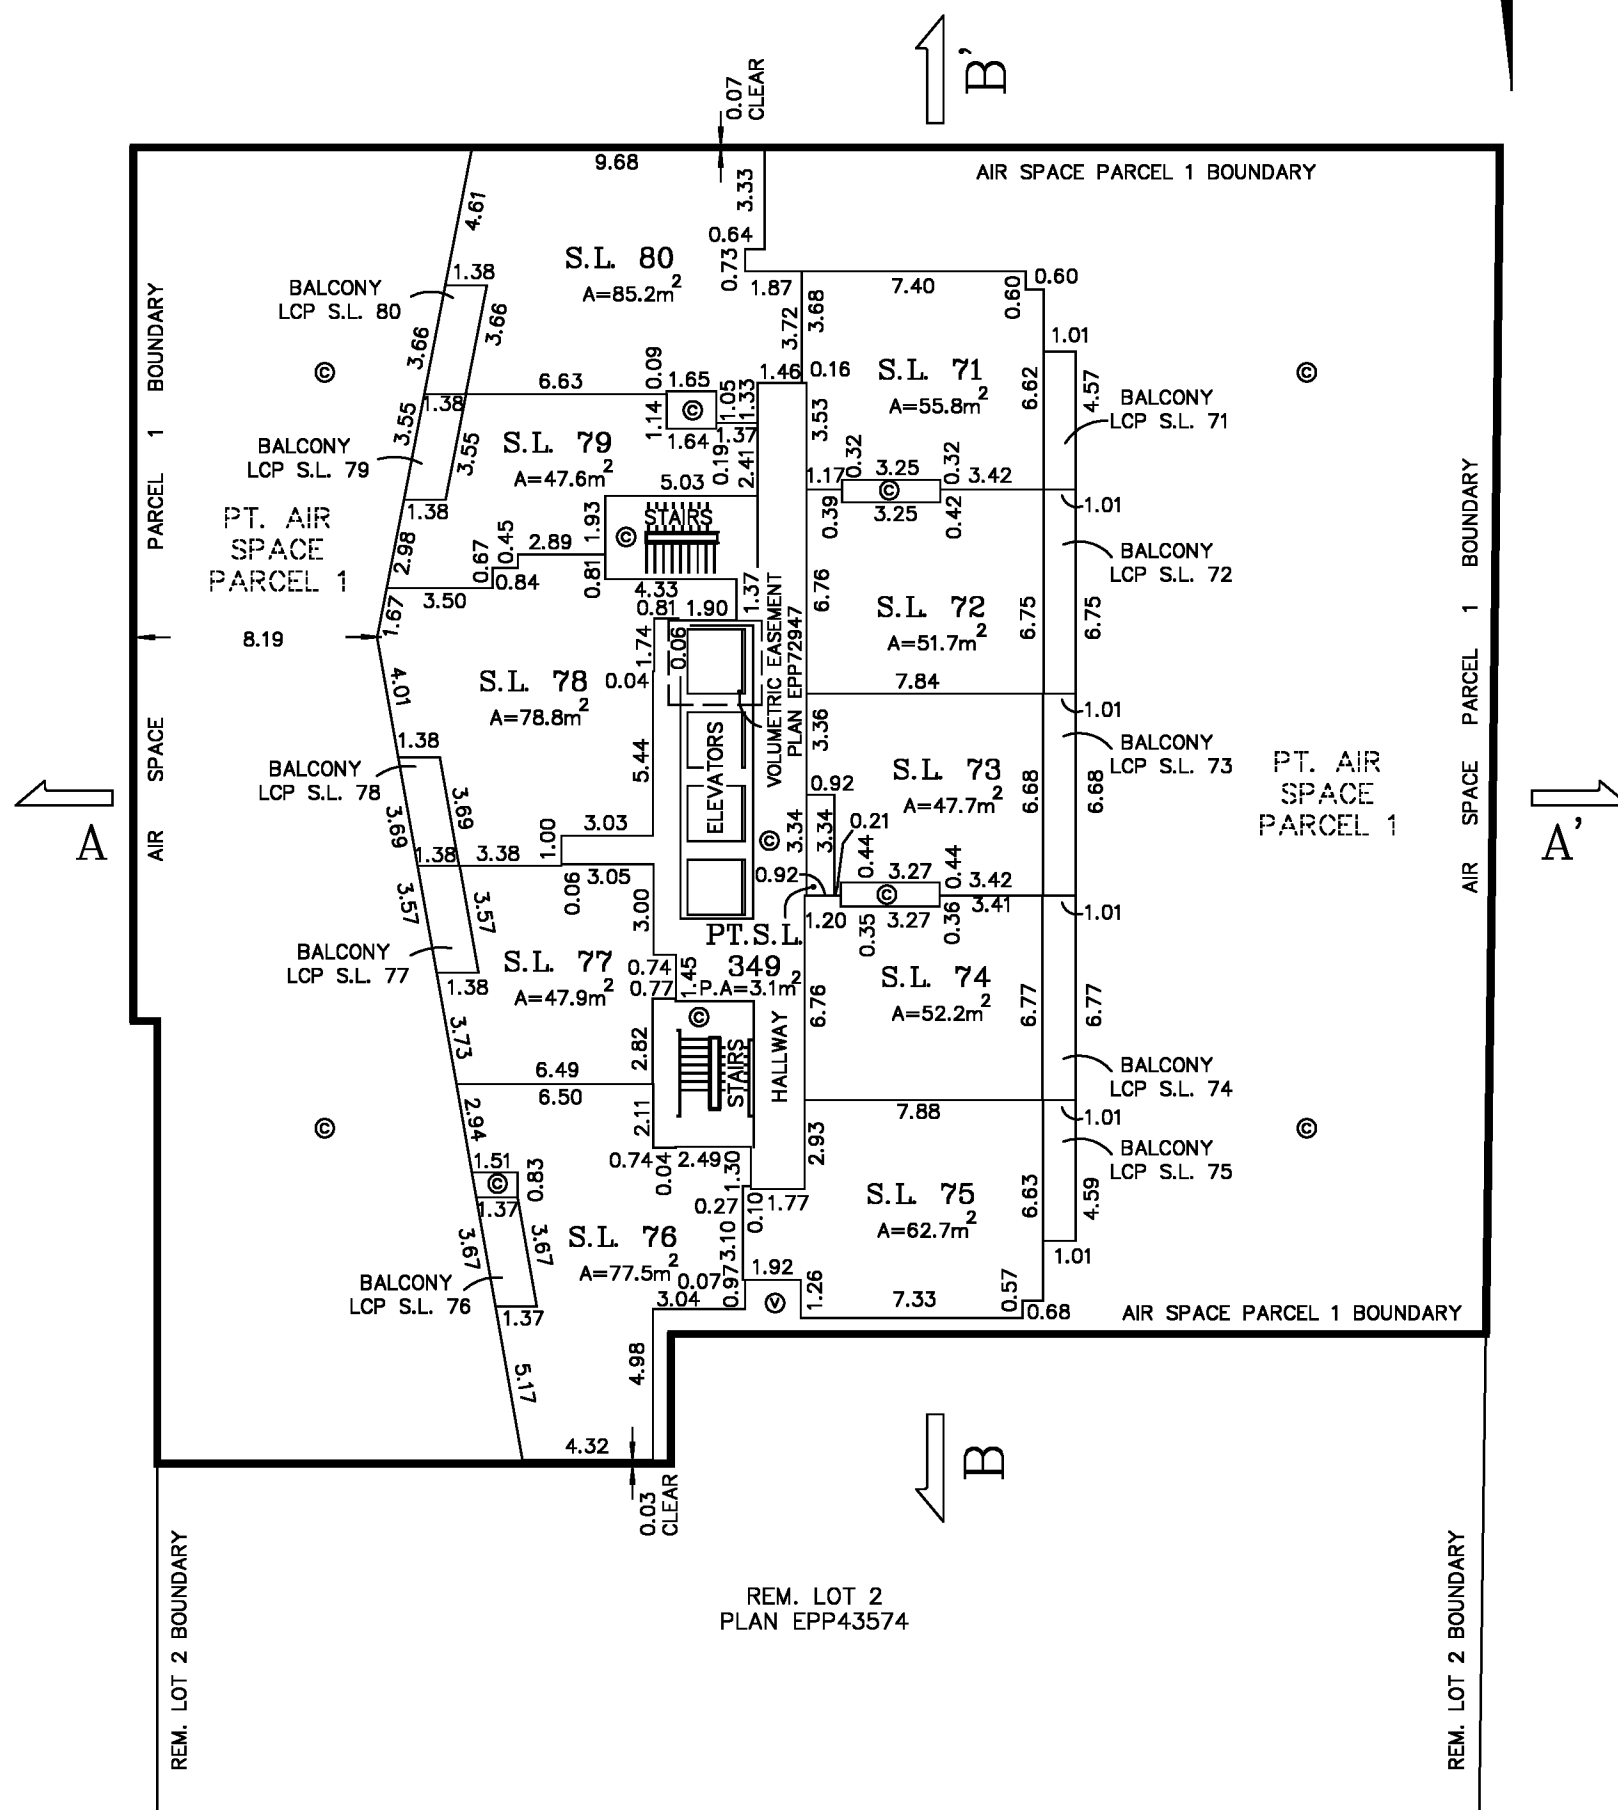 B'
0.07
CLEAR
9.68
AIR SPACE PARCEL 1 BOUNDARY
3.33
4.61
0.64
S.L. 80
A=85.2m²
0.73
1.38
1.87
7.40
0.60
0.60
BALCONY
LCP S.L. 80
3.66
3.66
3.72
3.68
1.01
AIR SPACE PARCEL 1 BOUNDARY
©
©
6.63
0.09
1.65
1.46
0.16
S.L. 71
A=55.8m²
6.62
4.57
BALCONY
LCP S.L. 71
1.38
1.14
©
1.05
1.33
3.53
3.55
3.55
BALCONY
LCP S.L. 79
S.L. 79
A=47.6m²
1.64
1.37
0.19
2.41
0.32
0.32
1.17
3.25
3.42
©
3.25
0.39
0.42
1.01
1.38
5.03
PT. AIR
SPACE
PARCEL 1
2.98
0.67
0.45
2.89
1.93
©
STAIRS
BALCONY
LCP S.L. 72
0.84
3.50
0.81
4.33
1.37
6.76
S.L. 72
A=51.7m²
6.75
6.75
1.67
0.81
1.90
8.19
1.74
0.06
VOLUMETRIC EASEMENT
PLAN EPP72947
4.01
S.L. 78
A=78.8m²
0.04
7.84
1.01
1.38
5.44
ELEVATORS
3.36
BALCONY
LCP S.L. 73
BALCONY
LCP S.L. 78
S.L. 73
A=47.7m²
6.68
6.68
PT. AIR
SPACE
PARCEL 1
AIR SPACE PARCEL 1 BOUNDARY
A
A'
3.69
3.69
0.92
3.03
1.00
©
3.34
3.34
0.21
0.44
0.44
1.38
3.38
3.05
0.06
0.92
3.27
3.42
©
3.27
3.41
1.20
0.35
0.36
1.01
3.57
3.57
3.00
PT.S.L.
349
P.A=3.1m²
BALCONY
LCP S.L. 77
S.L. 77
A=47.9m²
0.74
0.77
1.45
1.38
S.L. 74
A=52.2m²
6.76
6.77
6.77
©
STAIRS
HALLWAY
2.82
3.73
6.49
6.50
BALCONY
LCP S.L. 74
7.88
1.01
2.94
2.11
2.93
©
©
BALCONY
LCP S.L. 75
0.74
0.04
2.49
1.30
1.51
©
0.83
1.37
0.27
0.10
1.77
S.L. 75
A=62.7m²
6.63
4.59
3.67
3.67
S.L. 76
A=77.5m²
3.10
1.01
BALCONY
LCP S.L. 76
0.07
0.97
1.92
Ⓥ
1.26
7.33
0.57
0.68
3.04
1.37
AIR SPACE PARCEL 1 BOUNDARY
5.17
4.98
4.32
0.03
CLEAR
B
REM. LOT 2 BOUNDARY
REM. LOT 2
PLAN EPP43574
REM. LOT 2 BOUNDARY